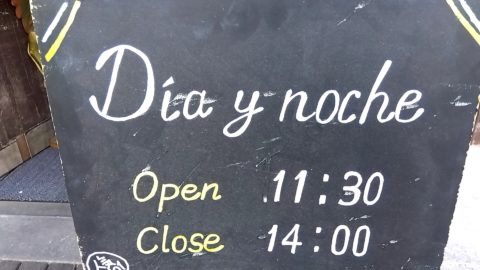 Día y noche
Open 11:30
Close 14:00